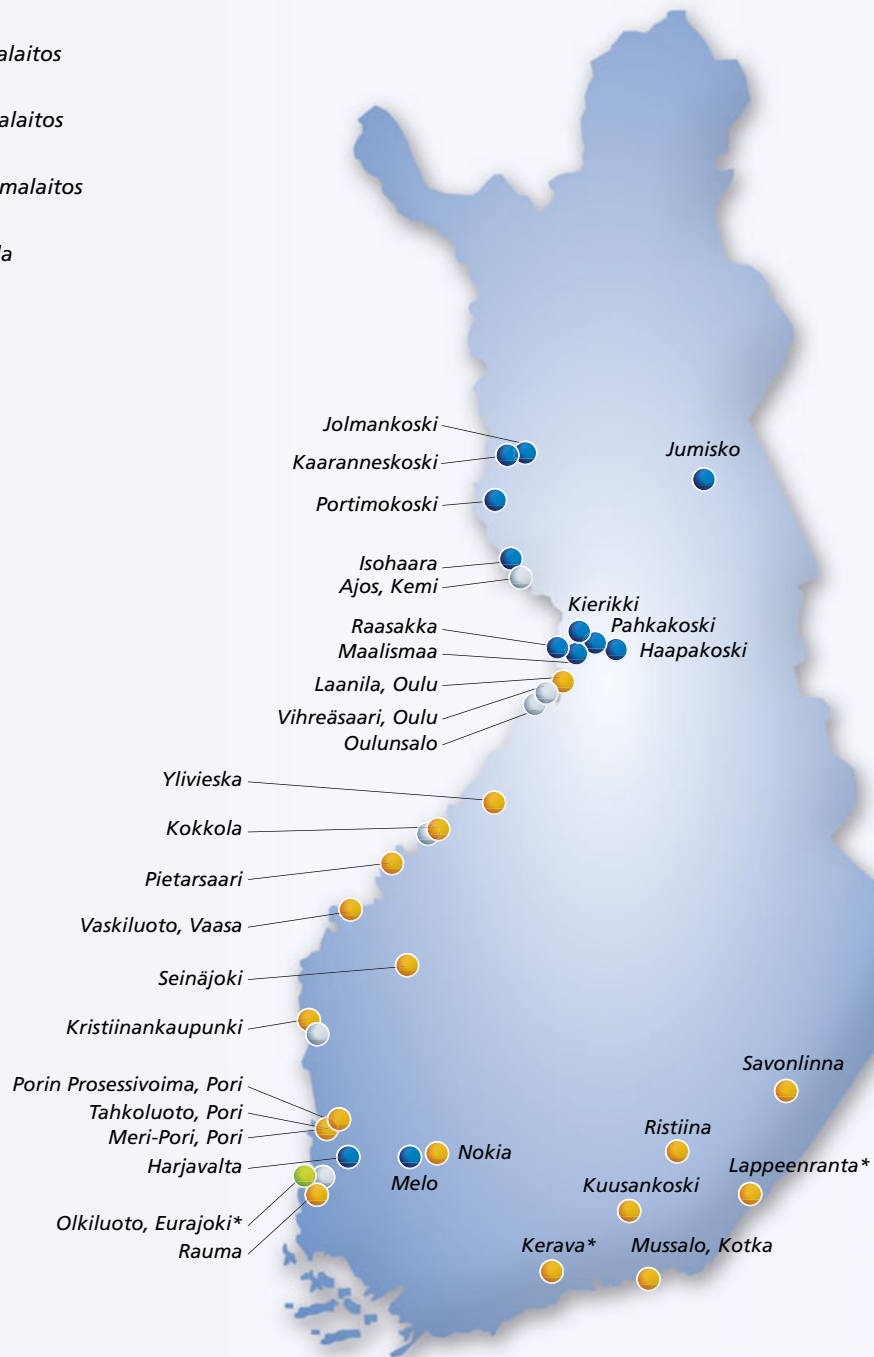 alaitos
alaitos
malaitos
la
Jolmankoski
Kaaranneskoski
Jumisko
Portimokoski
Isohaara
Ajos, Kemi
Kierikki
Raasakka
Pahkakoski
Maalismaa
Haapakoski
Laanila, Oulu
Vihreäsaari, Oulu
Oulunsalo
Ylivieska
Kokkola
Pietarsaari
Vaskiluoto, Vaasa
Seinäjoki
Kristiinankaupunki
Savonlinna
Porin Prosessivoima, Pori
Tahkoluoto, Pori
Meri-Pori, Pori
Ristiina
Harjavalta
Nokia
Lappeenranta*
Melo
Kuusankoski
Olkiluoto, Eurajoki*
Rauma
Kerava*
Mussalo, Kotka